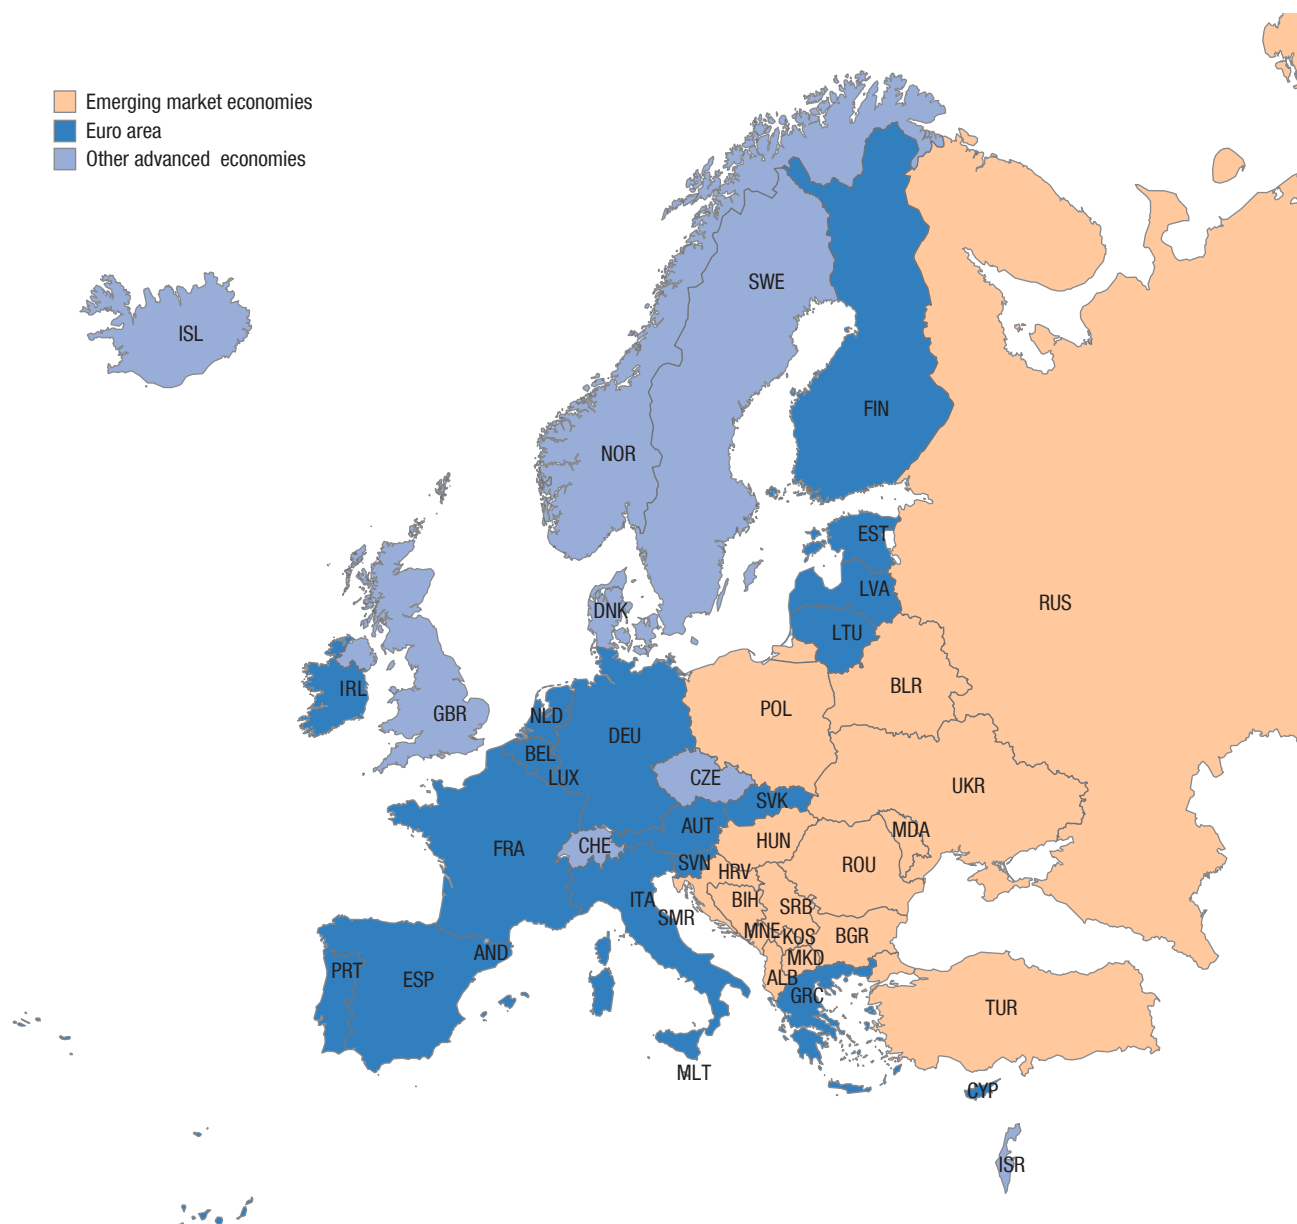 Emerging market economies
Euro area
Other advanced economies
SWE
ISL
FIN
NOR
EST
LVA
RUS
DNK
LTU
BLR
IRL
POL
GBR
NLD
DEU
BEL
LUX
CZE
UKR
SVK
AUT
MDA
HUN
CHE
FRA
SVN
ROU
HRV
ITA
BIH
SRB
SMR
MNE
KOS
BGR
AND
MKD
PRT
ESP
ALB
GRC
TUR
MLT
CYP
ISR